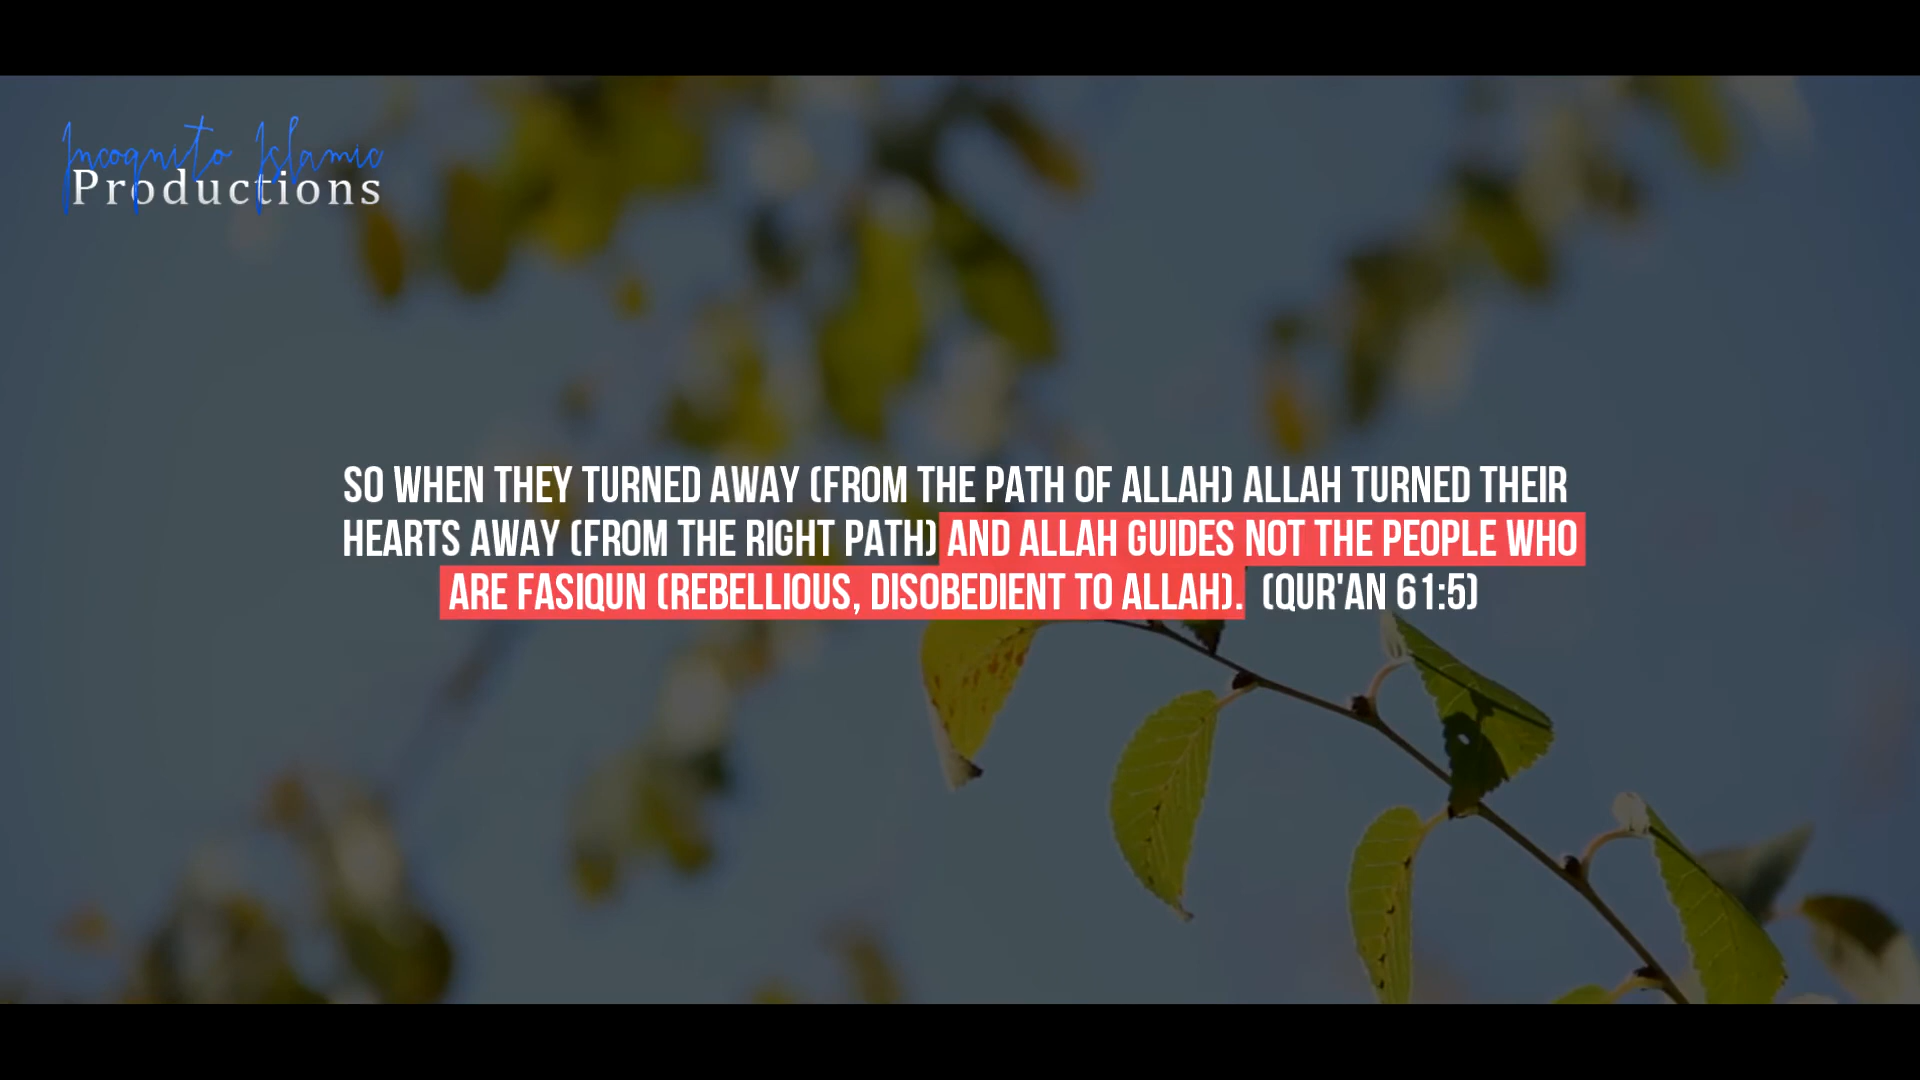 Incognito Islamic
Productions
SO WHEN THEY TURNED AWAY (FROM THE PATH OF ALLAH) ALLAH TURNED THEIR
HEARTS AWAY (FROM THE RIGHT PATH) AND ALLAH GUIDES NOT THE PEOPLE WHO
ARE FASIQUN (REBELLIOUS, DISOBEDIENT TO ALLAH). (QUR'AN 61:5)